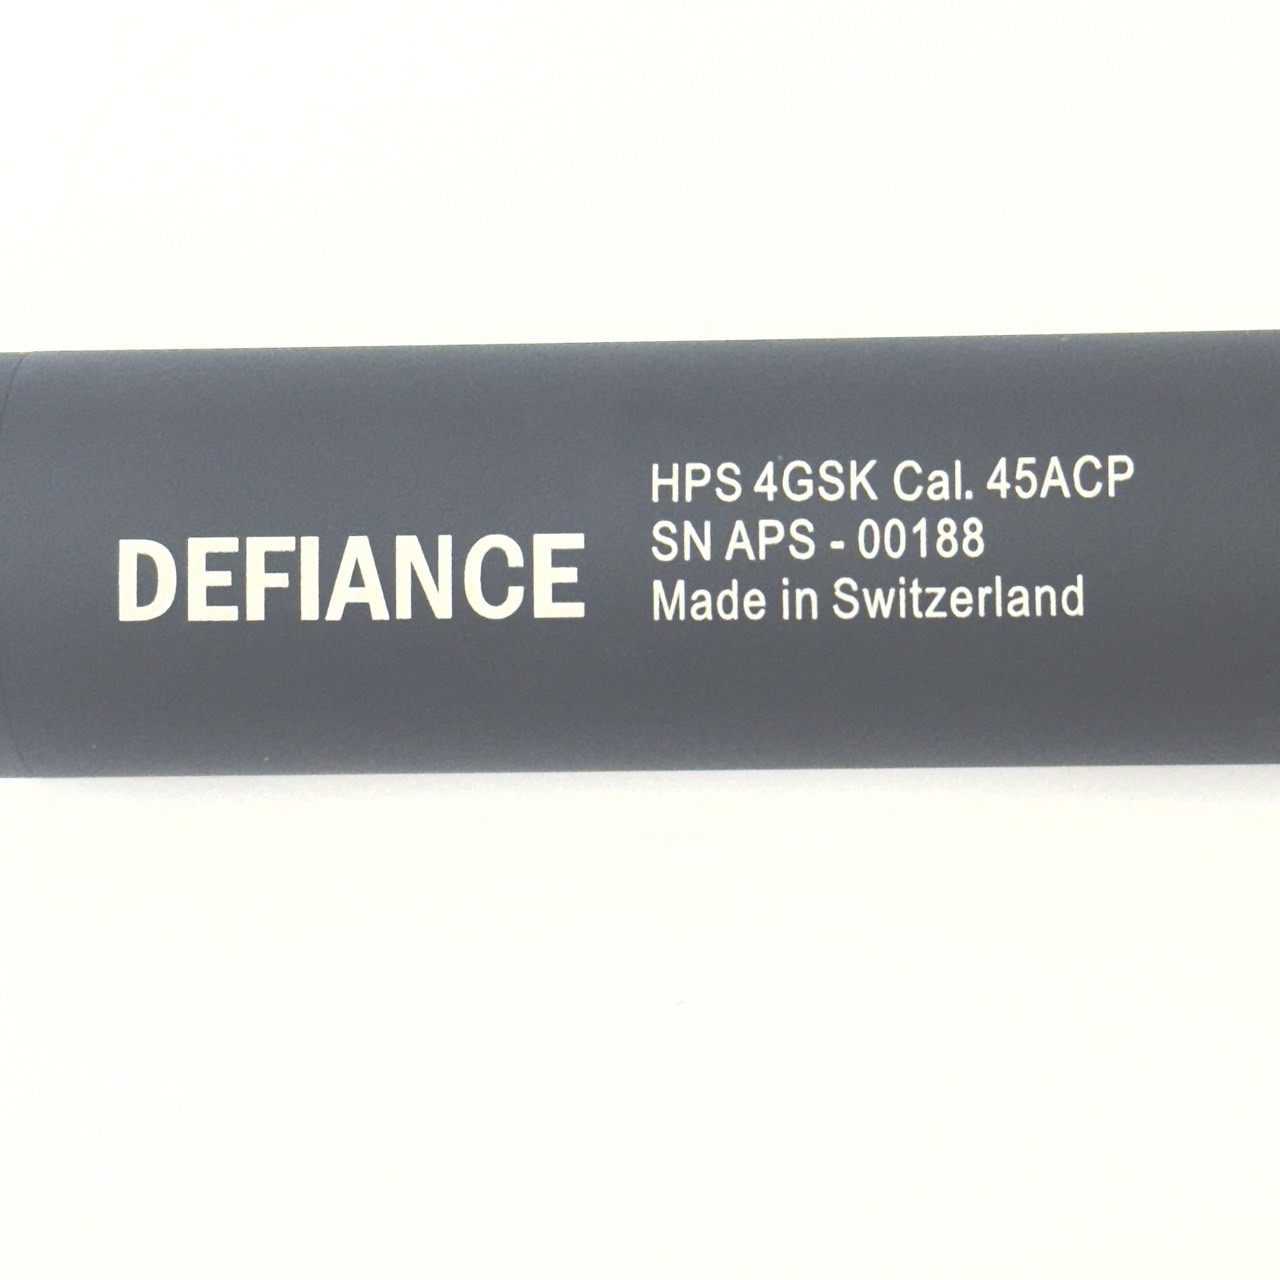 DEFIANCE
HPS 4GSK Cal. 45ACP
SN APS - 00188
Made in Switzerland